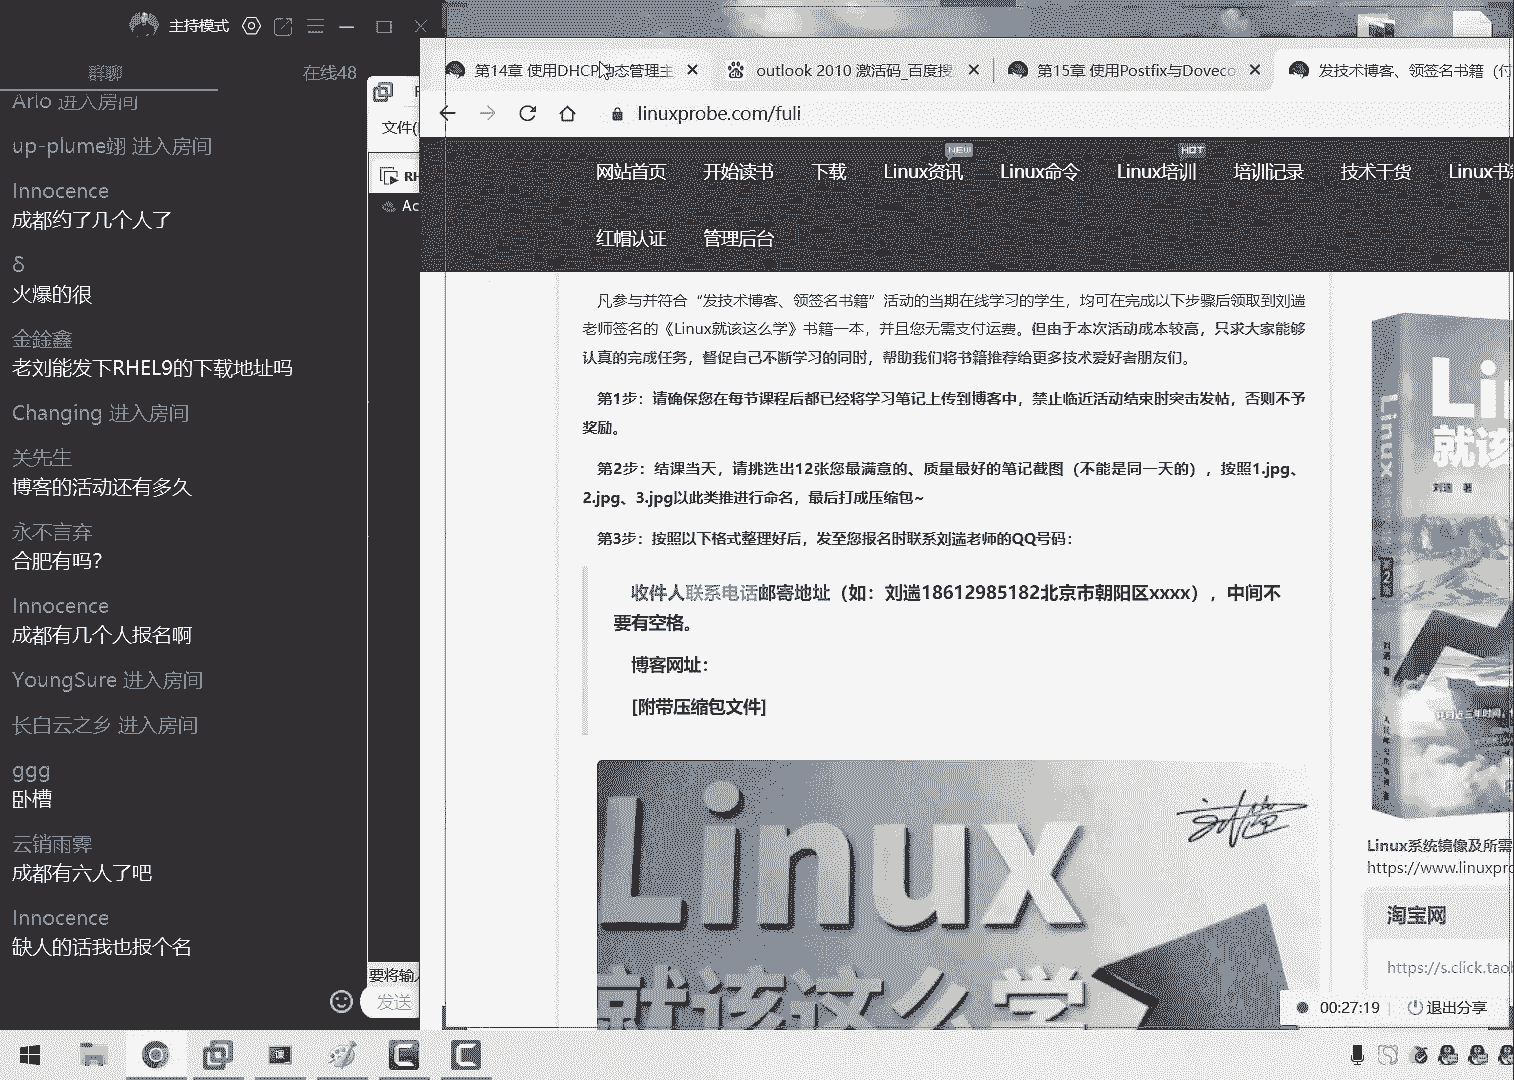 主持模式
群聊
在线48
Arlo 进入房间
up-plume翊 进入房间
Innocence
成都约了几个人了
δ
火爆的很
金銓鑫
老刘能发下RHEL9的下载地址吗
Changing 进入房间
关先生
博客的活动还有多久
永不言弃
合肥有吗?
Innocence
成都有几个人报名啊
YoungSure 进入房间
长白云之乡 进入房间
ggg
卧槽
云销雨霁
成都有六人了吧
Innocence
缺人的话我也报个名
发送
文件(
RH
Ac
要将输入
第14章 使用DHCP动态管理主
outlook 2010 激活码_百度搜
第15章 使用Postfix与Doveco
发技术博客、领签名书籍（付
linuxprobe.com/fuli
网站首页
开始读书
下载
Linux资讯
NEW
Linux命令
Linux培训
HOT
培训记录
技术干货
Linux书籍
红帽认证
管理后台
凡参与并符合“发技术博客、领签名书籍”活动的当期在线学习的学生，均可在完成以下步骤后领取到刘遄
老师签名的《Linux就该这么学》书籍一本，并且您无需支付运费。但由于本次活动成本较高，只求大家能够
认真的完成任务，督促自己不断学习的同时，帮助我们将书籍推荐给更多技术爱好者朋友们。
第1步：请确保您在每节课程后都已经将学习笔记上传到博客中，禁止临近活动结束时突击发帖，否则不予
奖励。
第2步：结课当天，请挑选出12张您最满意的、质量最好的笔记截图（不能是同一天的），按照1.jpg、
2.jpg、3.jpg以此类推进行命名，最后打成压缩包~
第3步：按照以下格式整理好后，发至您报名时联系刘遄老师的QQ号码：
收件人联系电话邮寄地址（如：刘遄18612985182北京市朝阳区xxxx），中间不
要有空格。
博客网址：
[附带压缩包文件]
Linux
就该这么学
刘遄
Lin
就该
刘遄 著
Linux
第2版
刘遄 著
Linux系统镜像及所需
https://www.linuxpro
淘宝网
https://s.click.taob
00:27:19
退出分享